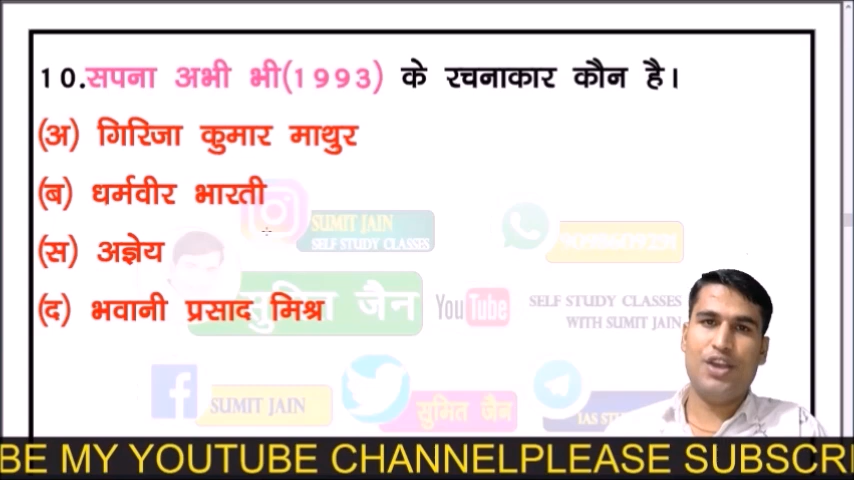 10.सपना अभी भी(1993) के रचनाकार कौन है।
(अ) गिरिजा कुमार माथुर
(ब) धर्मवीर भारती
SUMIT JAIN
SELF STUDY CLASSES
(स) अज्ञेय
(द) भवानी प्रसाद मिश्र
सुमित जैन
YouTube
SELF STUDY CLASSES
WITH SUMIT JAIN
SUMIT JAIN
सुमित जैन
BE MY YOUTUBE CHANNELPLEASE SUBSCRI